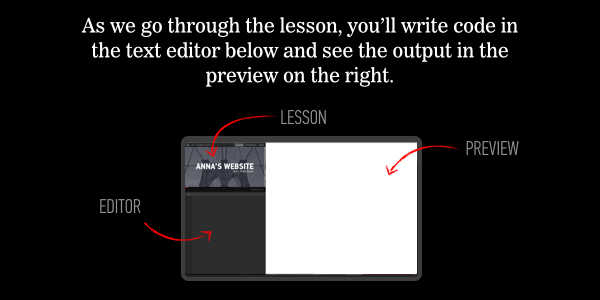 As we go through the lesson, you’ll write code in
the text editor below and see the output in the
preview on the right.
LESSON
PREVIEW
ANNA'S WEBSITE
EDITOR